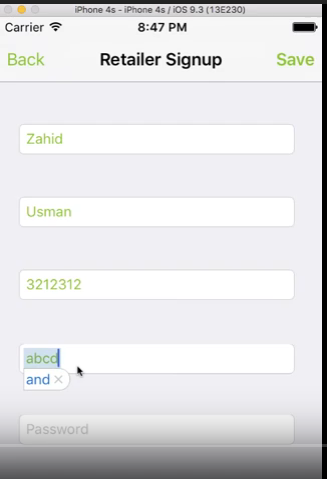 iPhone 4s - iPhone 4s / iOS 9.3 (13E230)
Carrier 8:47 PM
Back Retailer Signup Save
Zahid
Usman
3212312
abcd
and ×
Password